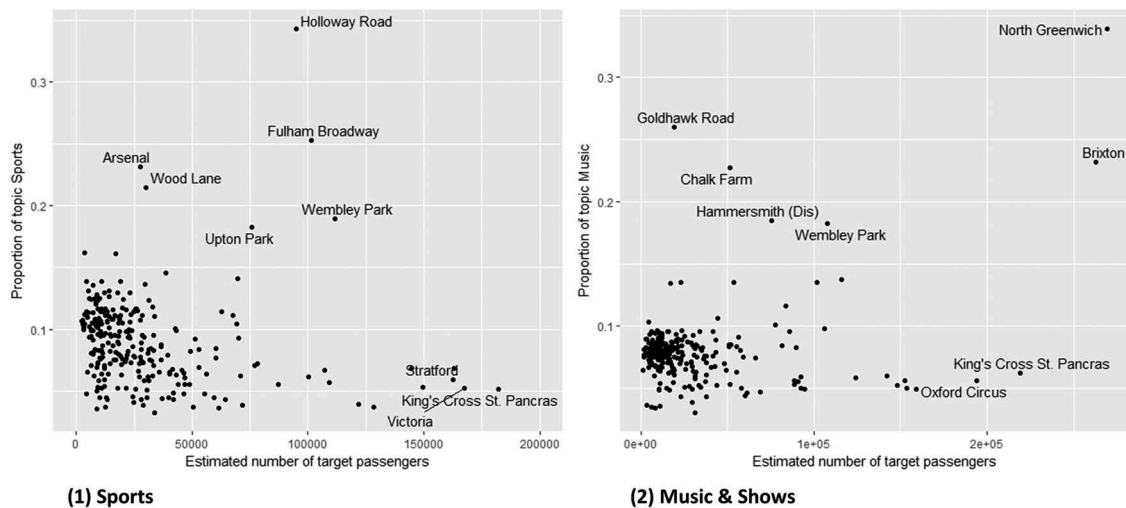 Holloway Road
Fulham Broadway
Arsenal
Wood Lane
Wembley Park
Upton Park
Stratford
King's Cross St. Pancras
Victoria
0.3
0.2
0.1
Proportion of topic Sports
0 50000 100000 150000 200000
Estimated number of target passengers
(1) Sports
North Greenwich
Goldhawk Road
Brixton
Chalk Farm
Hammersmith (Dis)
Wembley Park
King's Cross St. Pancras
Oxford Circus
0.3
0.2
0.1
Proportion of topic Music
0e+00 1e+05 2e+05
Estimated number of target passengers
(2) Music & Shows